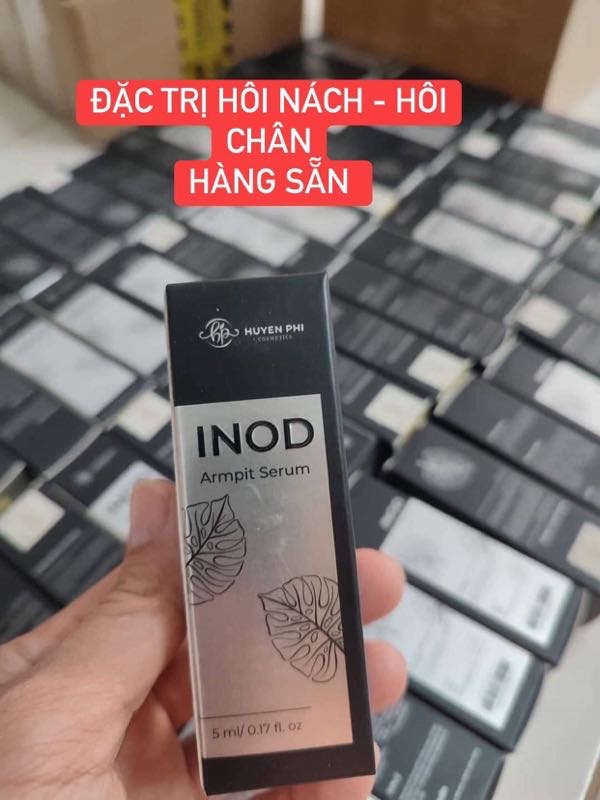 ĐẶC TRỊ HÔI NÁCH - HÔI
CHÂN
HÀNG SẴN
hp
HUYEN PHI
COSMETICS
INOD
Armpit Serum
5 ml/ 0.17 fl. oz